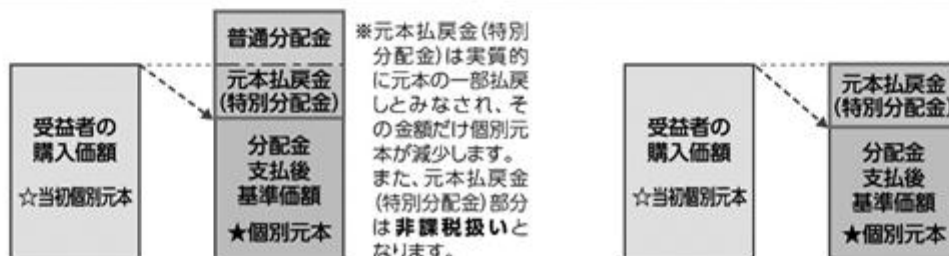 普通分配金
元本払戻金
(特別分配金)
受益者の
購入価額
☆当初個別元本
分配金
支払後
基準価額
★個別元本
※元本払戻金(特別
分配金)は実質的
に元本の一部払戻
しとみなされ、そ
の金額だけ個別元
本が減少します。
また、元本払戻金
(特別分配金)部分
は非課税扱いと
なります。
受益者の
購入価額
☆当初個別元本
元本払戻金
(特別分配金)
分配金
支払後
基準価額
★個別元本